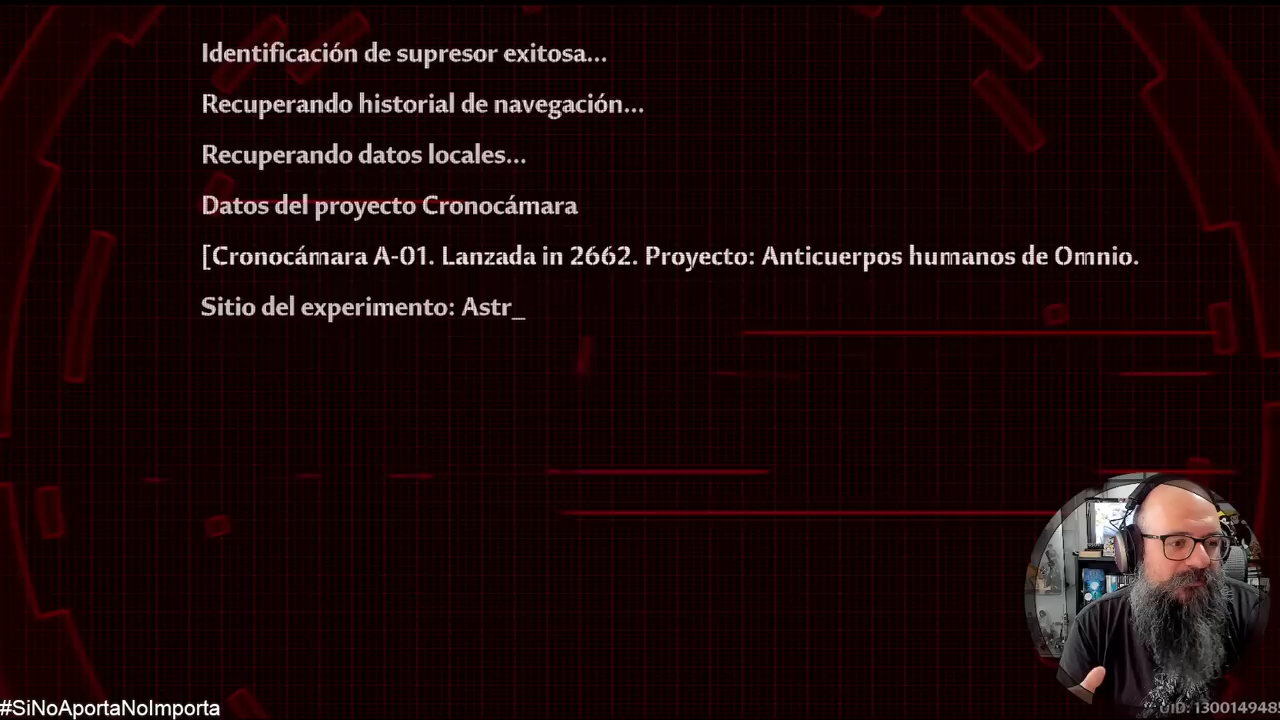 Identificación de supresor exitosa...
Recuperando historial de navegación...
Recuperando datos locales...
Datos del proyecto Cronocámara
[Cronocámara A-01. Lanzada in 2662. Proyecto: Anticuerpos humanos de Omnio.
Sitio del experimento: Astr_
#SiNoAportaNoImporta
UID: 1300149485